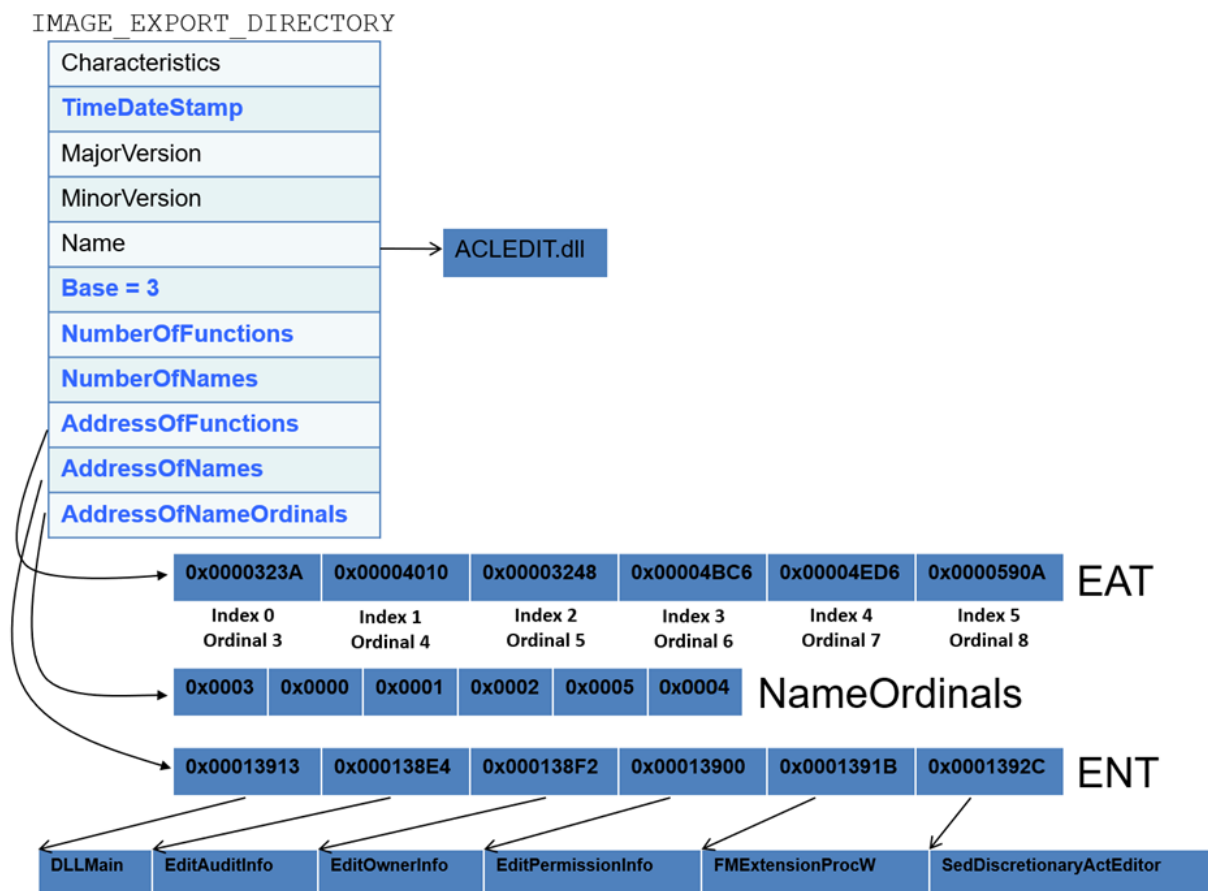 IMAGE_EXPORT_DIRECTORY
Characteristics
TimeDateStamp
MajorVersion
MinorVersion
Name
ACLEDIT.dll
Base = 3
NumberOfFunctions
NumberOfNames
AddressOfFunctions
AddressOfNames
AddressOfNameOrdinals
0x0000323A 0x00004010 0x00003248 0x00004BC6 0x00004ED6 0x0000590A EAT
Index 0 Index 1 Index 2 Index 3 Index 4 Index 5
Ordinal 3 Ordinal 4 Ordinal 5 Ordinal 6 Ordinal 7 Ordinal 8
0x0003 0x0000 0x0001 0x0002 0x0005 0x0004 NameOrdinals
0x00013913 0x000138E4 0x000138F2 0x00013900 0x0001391B 0x0001392C ENT
DLLMain EditAuditInfo EditOwnerInfo EditPermissionInfo FMExtensionProcW SedDiscretionaryActEditor